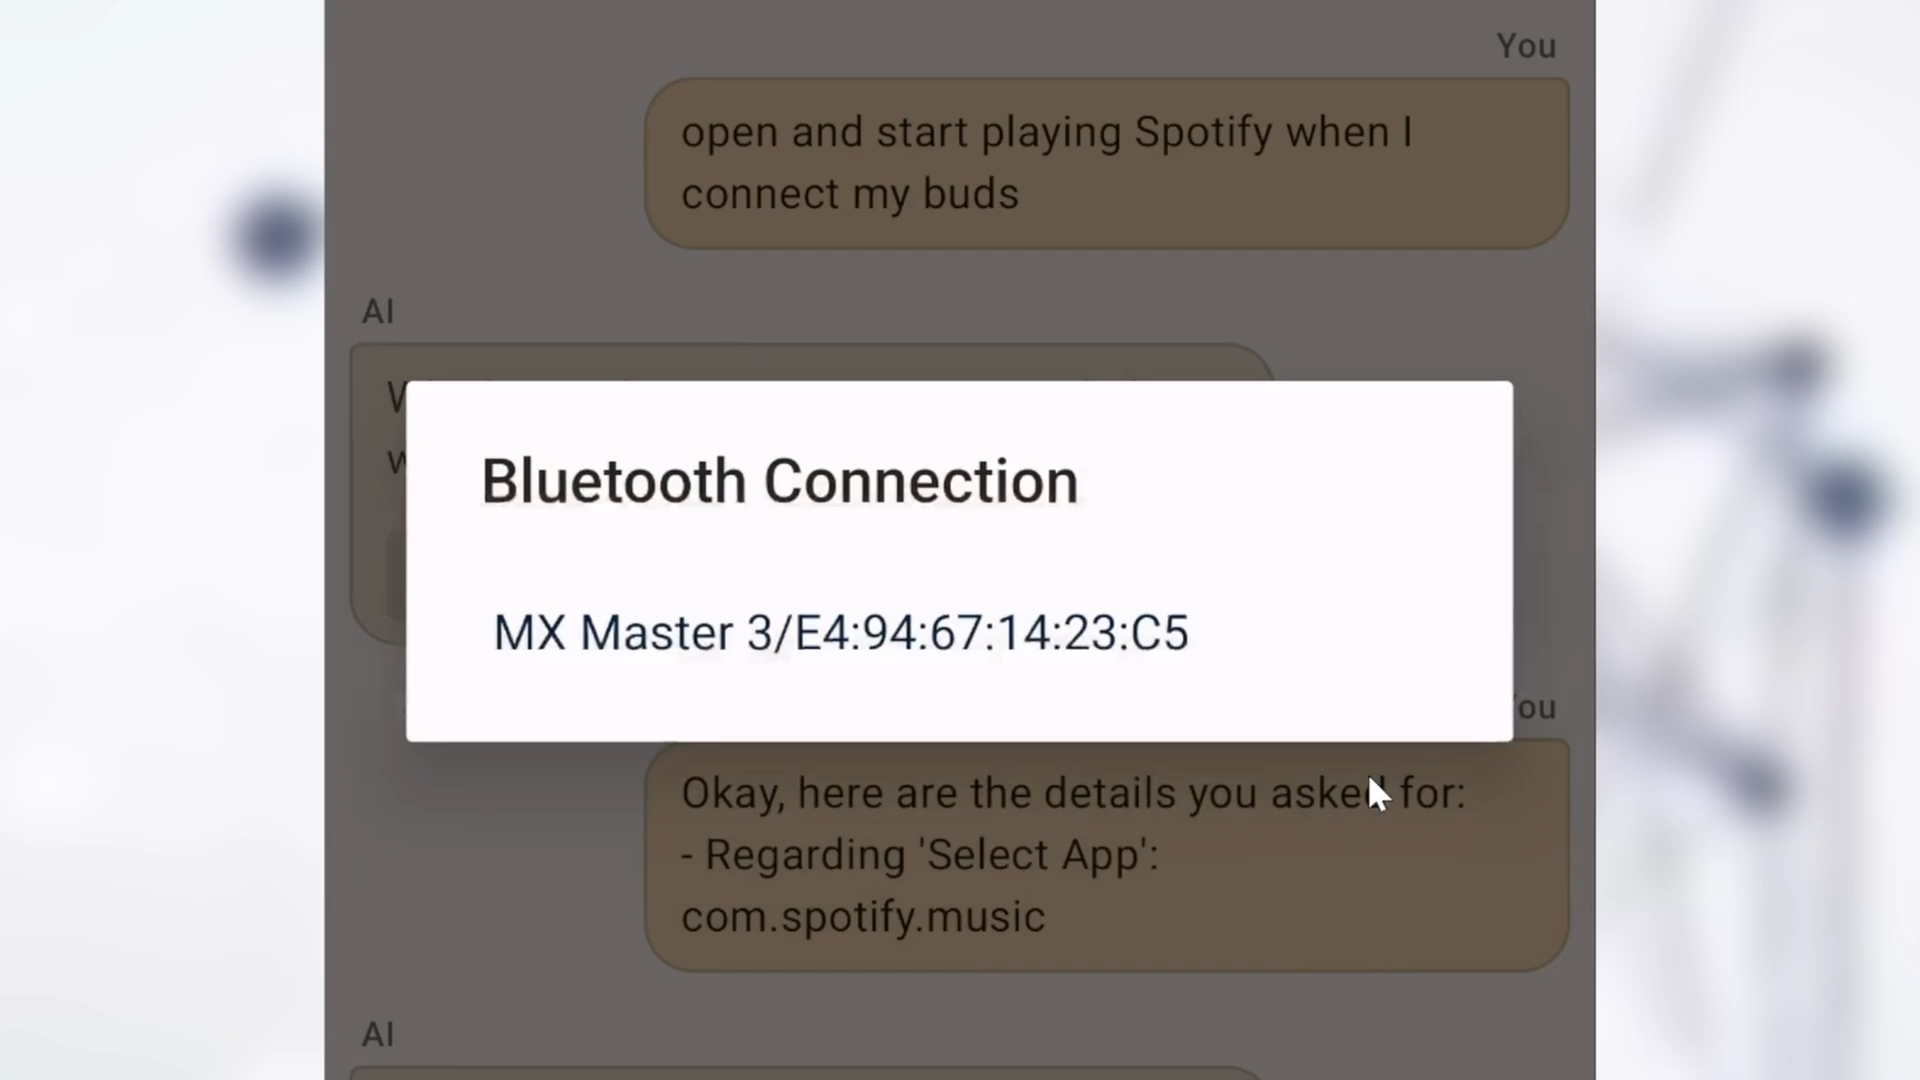 You
open and start playing Spotify when I
connect my buds
AI
Bluetooth Connection
MX Master 3/E4:94:67:14:23:C5
Okay, here are the details you asked for:
- Regarding 'Select App':
com.spotify.music
AI